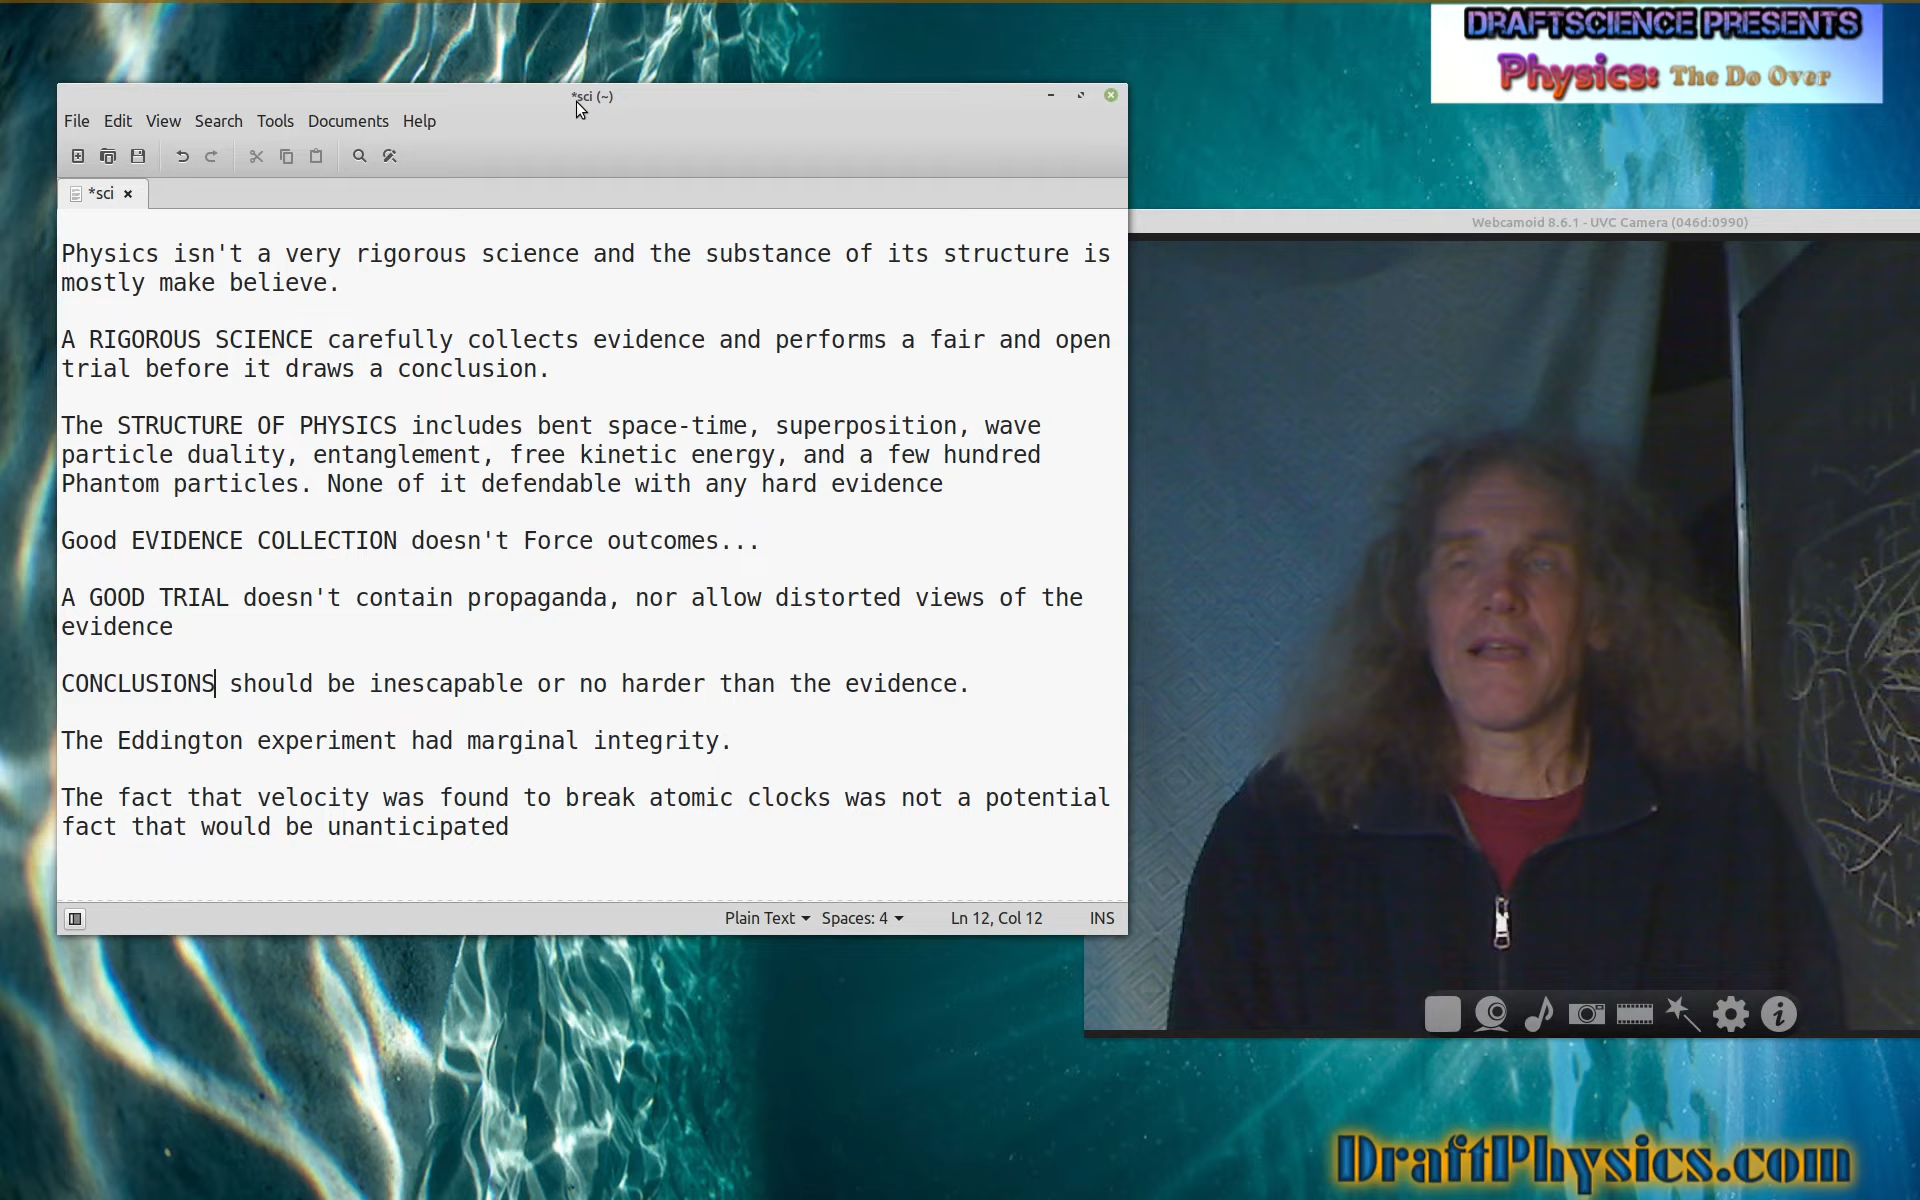 DRAFTSCIENCE PRESENTS
Physics: The Do Over
*sci (~)
File Edit View Search Tools Documents Help
*sci
Webcamoid 8.6.1 - UVC Camera (046d:0990)
Physics isn't a very rigorous science and the substance of its structure is
mostly make believe.
A RIGOROUS SCIENCE carefully collects evidence and performs a fair and open
trial before it draws a conclusion.
The STRUCTURE OF PHYSICS includes bent space-time, superposition, wave
particle duality, entanglement, free kinetic energy, and a few hundred
Phantom particles. None of it defendable with any hard evidence
Good EVIDENCE COLLECTION doesn't Force outcomes...
A GOOD TRIAL doesn't contain propaganda, nor allow distorted views of the
evidence
CONCLUSIONS should be inescapable or no harder than the evidence.
The Eddington experiment had marginal integrity.
The fact that velocity was found to break atomic clocks was not a potential
fact that would be unanticipated
Plain Text Spaces: 4 Ln 12, Col 12 INS
DraftPhysics.com